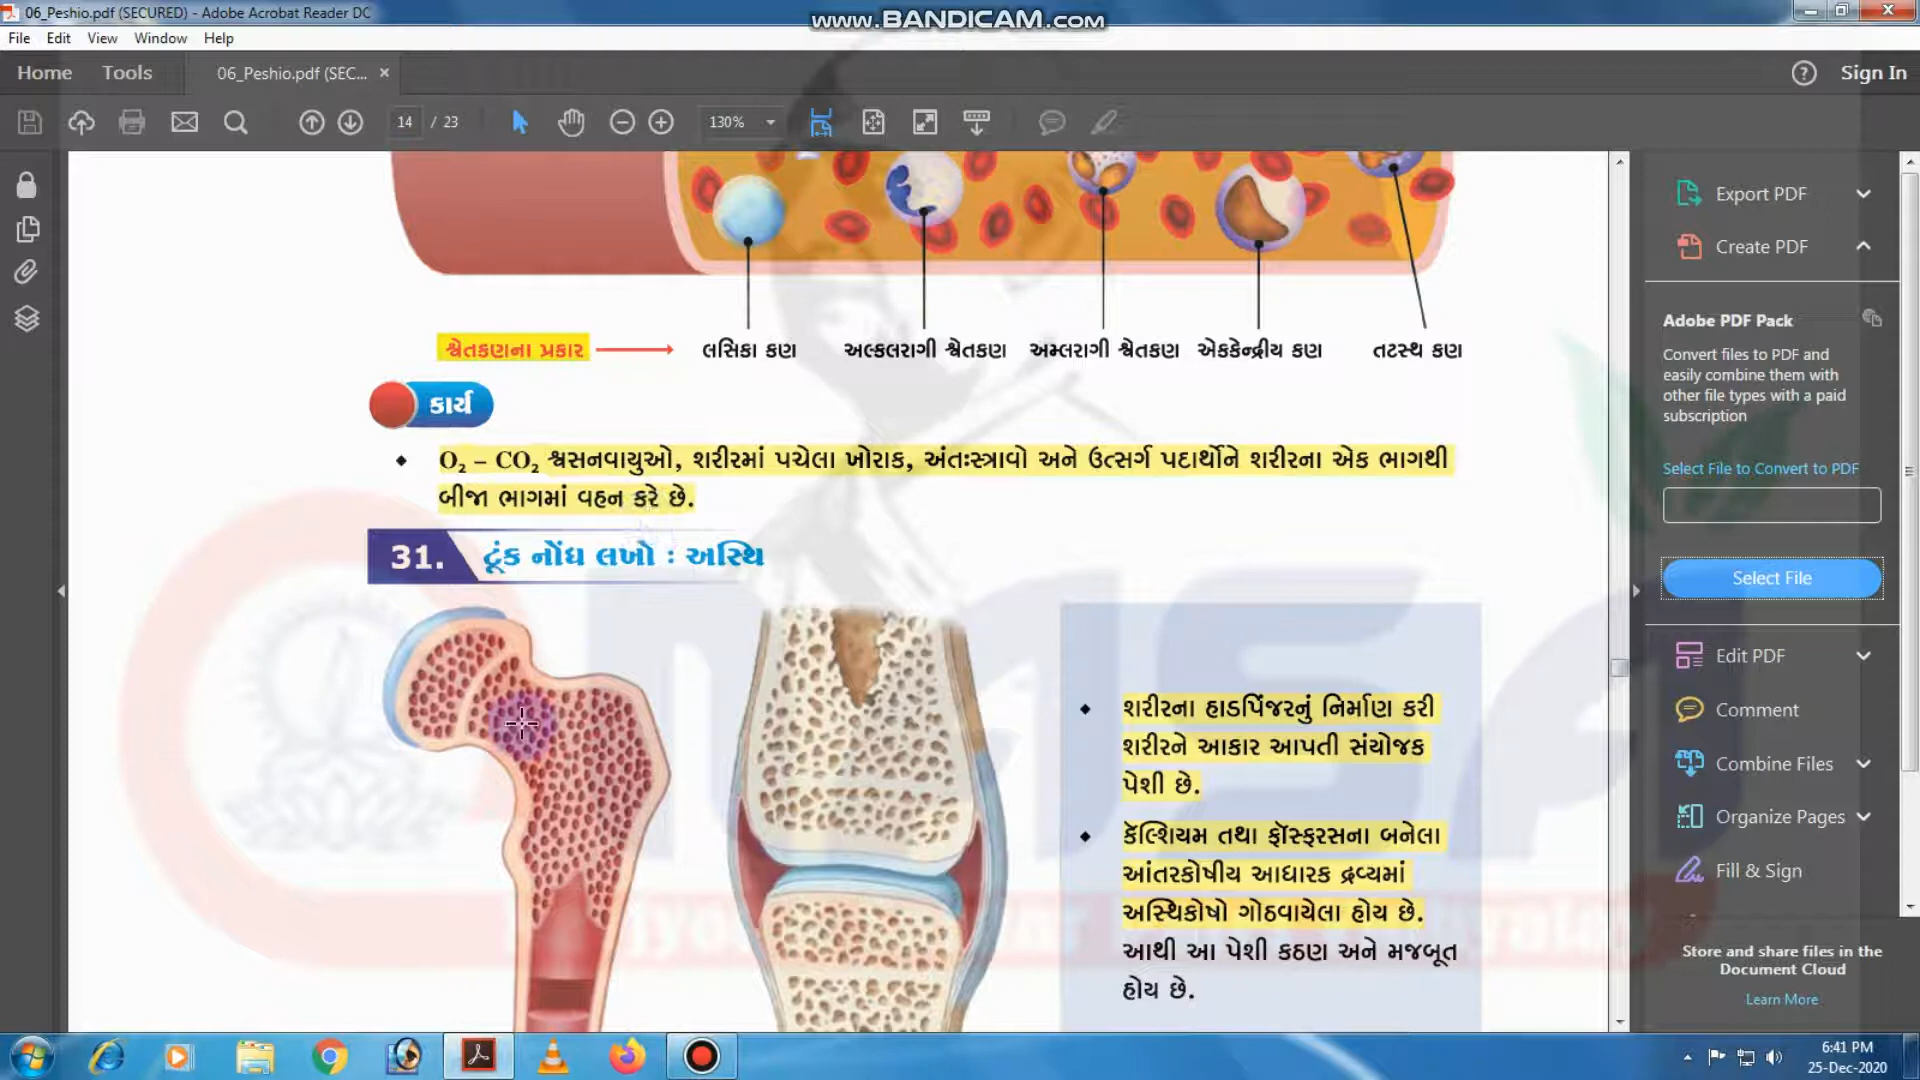 06_Peshio.pdf (SECURED) - Adobe Acrobat Reader DC
www.BANDICAM.com
File Edit View Window Help
Home Tools 06_Peshio.pdf (SEC... × Sign In
14 / 23 130%
શ્વેતકણના પ્રકાર લસિકા કણ અલ્કલરાગી શ્વેતકણ અમ્લરાગી શ્વેતકણ એકકેન્દ્રીય કણ તટસ્થ કણ
કાર્ય
O₂ – CO₂ શ્વસનવાયુઓ, શરીરમાં પચેલા ખોરાક, અંતઃસ્ત્રાવો અને ઉત્સર્ગ પદાર્થોને શરીરના એક ભાગથી
બીજા ભાગમાં વહન કરે છે.
31. ટૂંક નોંધ લખો : અસ્થિ
શરીરના હાડપિંજરનું નિર્માણ કરી
શરીરને આકાર આપતી સંયોજક
પેશી છે.
કૅલ્શિયમ તથા ફૉસ્ફરસના બનેલા
આંતરકોષીય આધારક દ્રવ્યમાં
અસ્થિકોષો ગોઠવાયેલા હોય છે.
આથી આ પેશી કઠણ અને મજબૂત
હોય છે.
Export PDF
Create PDF
Adobe PDF Pack
Convert files to PDF and
easily combine them with
other file types with a paid
subscription
Select File to Convert to PDF
Select File
Edit PDF
Comment
Combine Files
Organize Pages
Fill & Sign
Store and share files in the
Document Cloud
Learn More
6:41 PM
25-Dec-2020